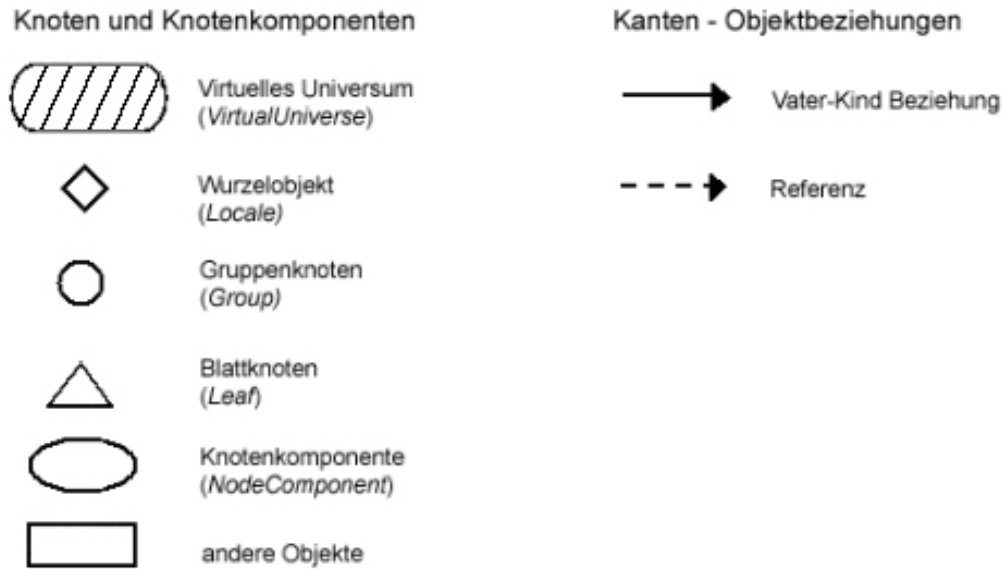 Knoten und Knotenkomponenten
Virtuelles Universum
(VirtualUniverse)
Wurzelobjekt
(Locale)
Gruppenknoten
(Group)
Blattknoten
(Leaf)
Knotenkomponente
(NodeComponent)
andere Objekte
Kanten - Objektbeziehungen
Vater-Kind Beziehung
Referenz